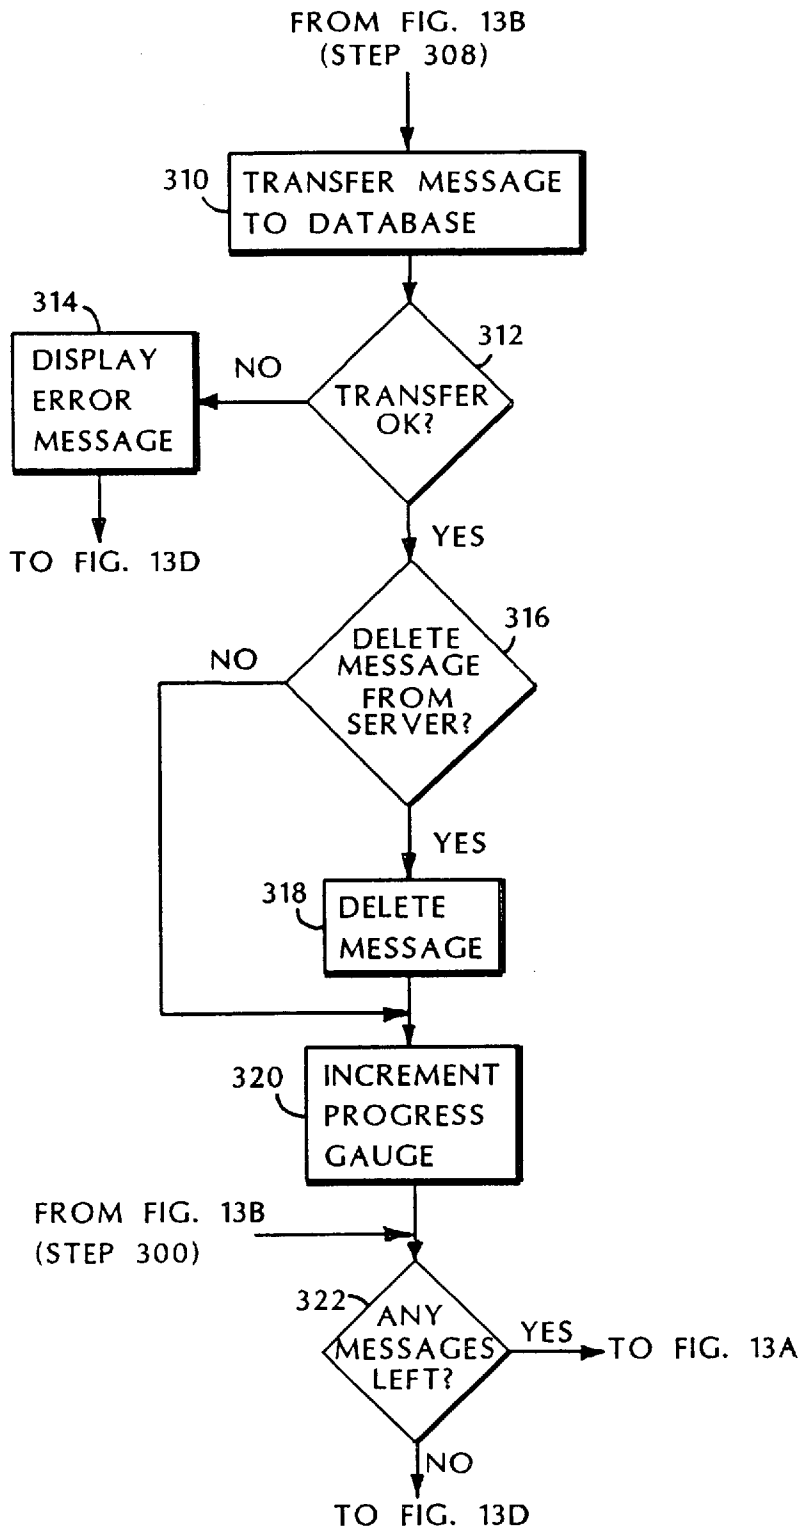 FROM FIG. 13B
(STEP 308)
310
TRANSFER MESSAGE
TO DATABASE
314
312
DISPLAY
ERROR
MESSAGE
NO
TRANSFER
OK?
YES
TO FIG. 13D
316
DELETE
MESSAGE
FROM
SERVER?
NO
YES
318
DELETE
MESSAGE
320
INCREMENT
PROGRESS
GAUGE
FROM FIG. 13B
(STEP 300)
322
ANY
MESSAGES
LEFT?
YES
TO FIG. 13A
NO
TO FIG. 13D